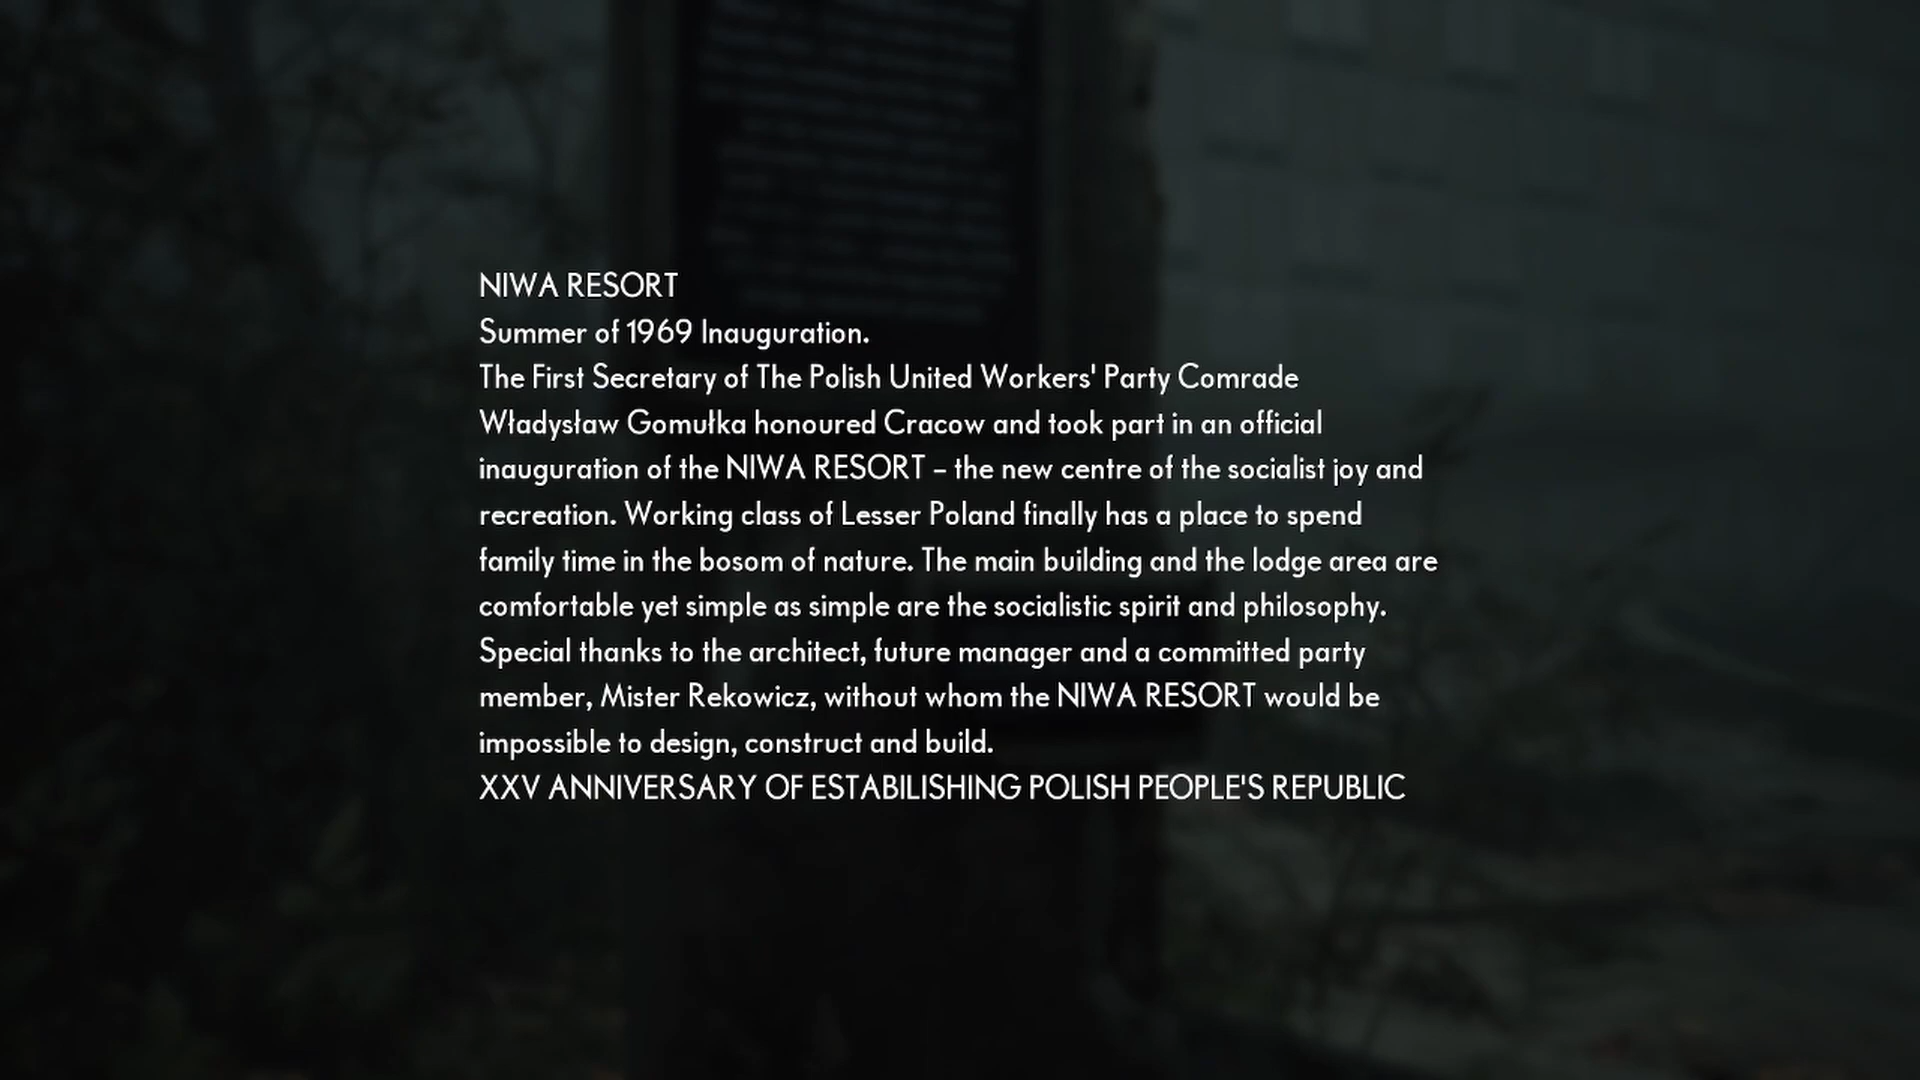 NIWA RESORT
Summer of 1969 Inauguration.
The First Secretary of The Polish United Workers' Party Comrade
Władysław Gomułka honoured Cracow and took part in an official
inauguration of the NIWA RESORT – the new centre of the socialist joy and
recreation. Working class of Lesser Poland finally has a place to spend
family time in the bosom of nature. The main building and the lodge area are
comfortable yet simple as simple are the socialistic spirit and philosophy.
Special thanks to the architect, future manager and a committed party
member, Mister Rekowicz, without whom the NIWA RESORT would be
impossible to design, construct and build.
XXV ANNIVERSARY OF ESTABILISHING POLISH PEOPLE'S REPUBLIC